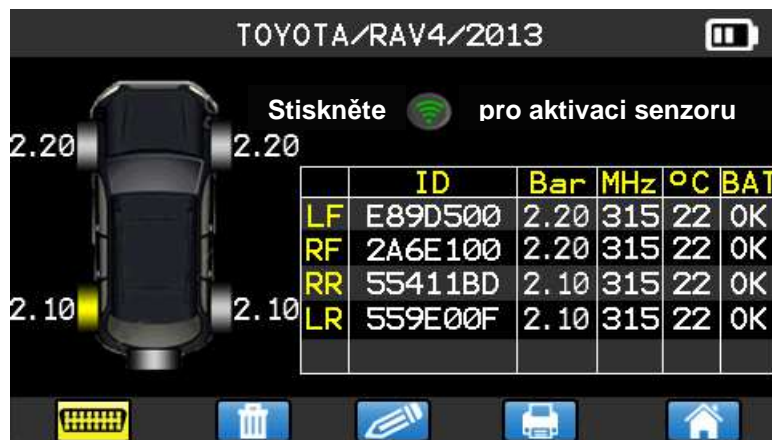 TOYOTA/RAV4/2013
Stiskněte pro aktivaci senzoru
2.20 2.20
ID Bar MHz ºC BAT
LF E89D500 2.20 315 22 OK
RF 2A6E100 2.20 315 22 OK
RR 55411BD 2.10 315 22 OK
2.10 2.10
LR 559E00F 2.10 315 22 OK